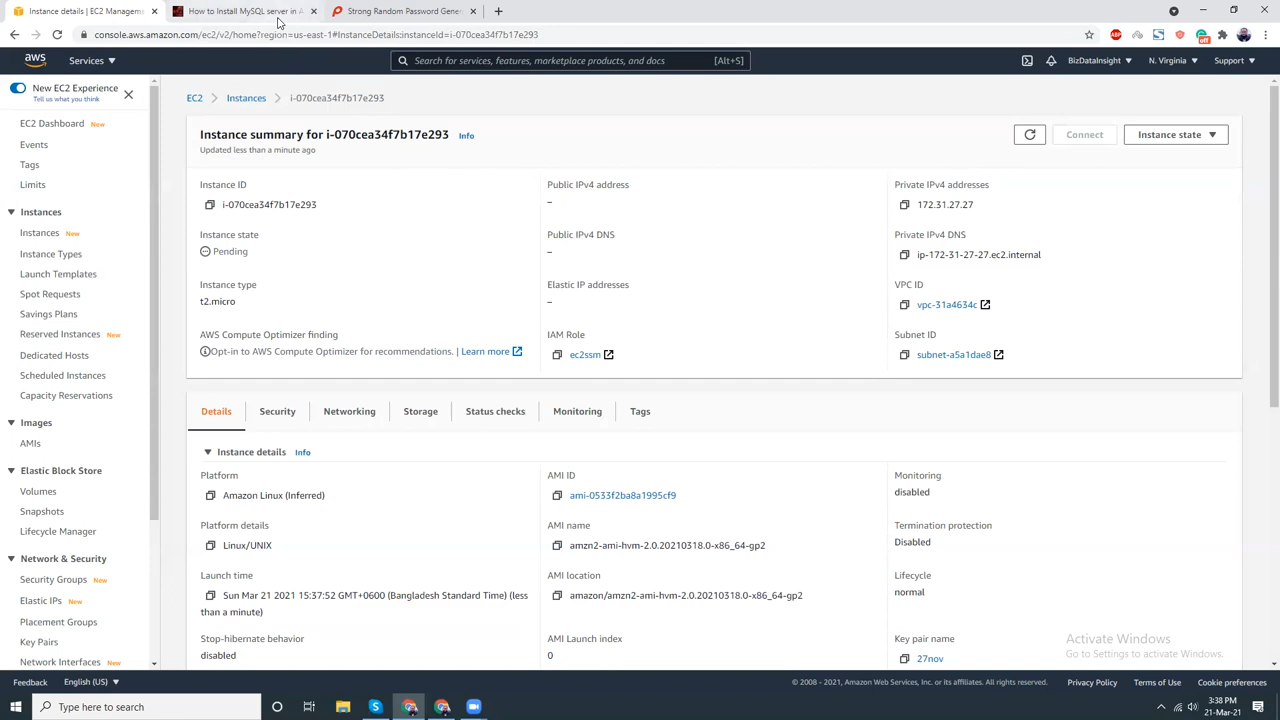 Instance details | EC2 Managemen
How to Install MySQL server in A
Strong Random Password Gener
console.aws.amazon.com/ec2/v2/home?region=us-east-1#InstanceDetails:instanceId=i-070cea34f7b17e293
ABP
off
aws
Services
Search for services, features, marketplace products, and docs
[Alt+S]
BizDataInsight
N. Virginia
Support
New EC2 Experience
Tell us what you think
EC2 Dashboard New
Events
Tags
Limits
Instances
Instances New
Instance Types
Launch Templates
Spot Requests
Savings Plans
Reserved Instances New
Dedicated Hosts
Scheduled Instances
Capacity Reservations
Images
AMIs
Elastic Block Store
Volumes
Snapshots
Lifecycle Manager
Network & Security
Security Groups New
Elastic IPs New
Placement Groups
Key Pairs
Network Interfaces New
EC2
Instances
i-070cea34f7b17e293
Instance summary for i-070cea34f7b17e293 Info
Updated less than a minute ago
Connect
Instance state
Instance ID
i-070cea34f7b17e293
Public IPv4 address
–
Private IPv4 addresses
172.31.27.27
Instance state
Pending
Public IPv4 DNS
–
Private IPv4 DNS
ip-172-31-27-27.ec2.internal
Instance type
t2.micro
Elastic IP addresses
–
VPC ID
vpc-31a4634c
AWS Compute Optimizer finding
Opt-in to AWS Compute Optimizer for recommendations. | Learn more
IAM Role
ec2ssm
Subnet ID
subnet-a5a1dae8
Details
Security
Networking
Storage
Status checks
Monitoring
Tags
Instance details Info
Platform
Amazon Linux (Inferred)
AMI ID
ami-0533f2ba8a1995cf9
Monitoring
disabled
Platform details
Linux/UNIX
AMI name
amzn2-ami-hvm-2.0.20210318.0-x86_64-gp2
Termination protection
Disabled
Launch time
Sun Mar 21 2021 15:37:52 GMT+0600 (Bangladesh Standard Time) (less
than a minute)
AMI location
amazon/amzn2-ami-hvm-2.0.20210318.0-x86_64-gp2
Lifecycle
normal
Stop-hibernate behavior
disabled
AMI Launch index
0
Key pair name
27nov
Activate Windows
Go to Settings to activate Windows.
Feedback
English (US)
© 2008 - 2021, Amazon Web Services, Inc. or its affiliates. All rights reserved.
Privacy Policy
Terms of Use
Cookie preferences
Type here to search
3:38 PM
21-Mar-21